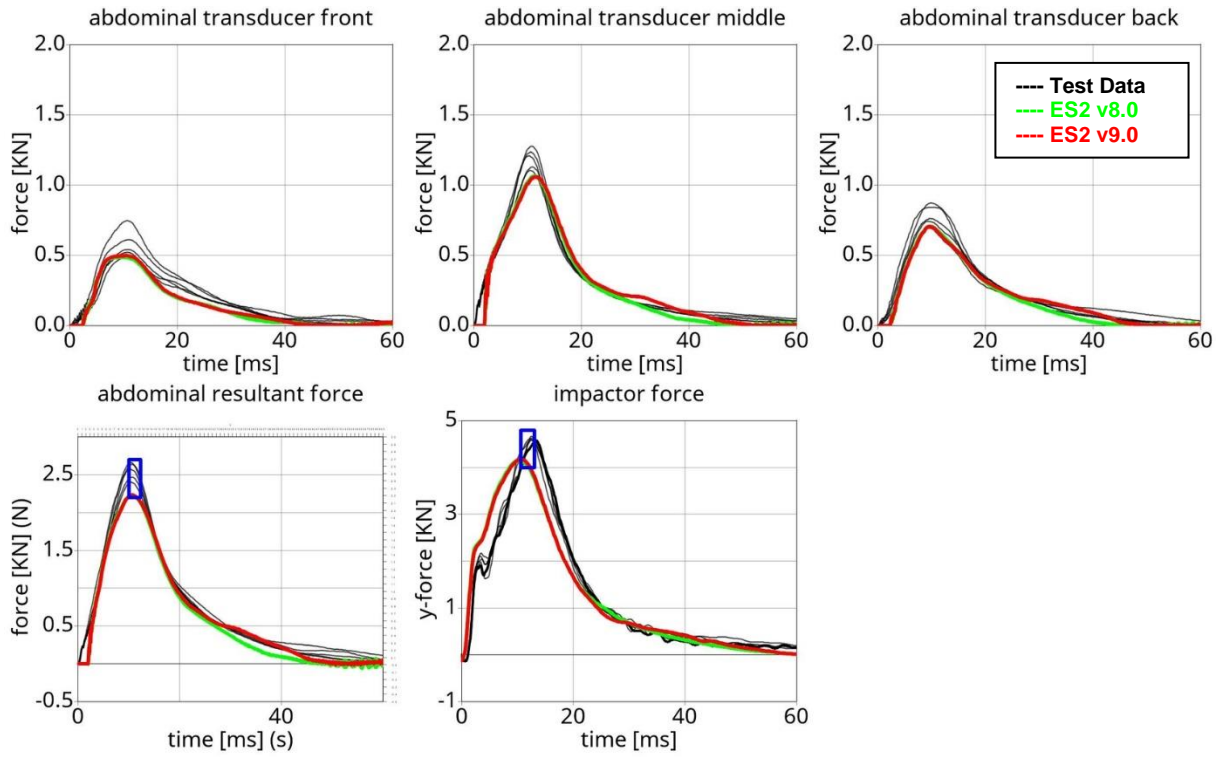 abdominal transducer front
abdominal transducer middle
abdominal transducer back
2.0
1.5
1.0
0.5
0.0
force [KN]
0
20
40
60
time [ms]
2.0
1.5
1.0
0.5
0.0
force [KN]
0
20
40
60
time [ms]
2.0
1.5
1.0
0.5
0.0
force [KN]
0
20
40
60
time [ms]
---- Test Data
---- ES2 v8.0
---- ES2 v9.0
abdominal resultant force
impactor force
2.5
1.5
0.5
-0.5
force [KN] (N)
0
20
40
time [ms] (s)
5
3
1
-1
y-force [KN]
0
20
40
60
time [ms]